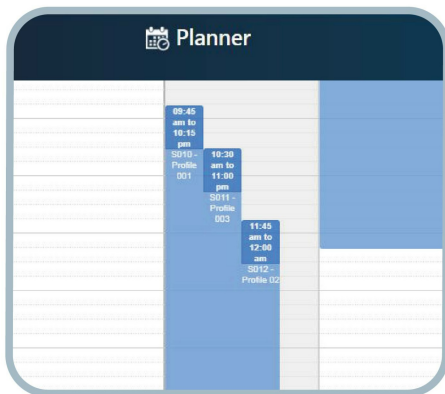 Planner
09:45
am to
10:15
pm
S010 -
Profile
001
10:30
am to
11:00
pm
S011 -
Profile
003
11:45
am to
12:00
am
S012 -
Profile 02